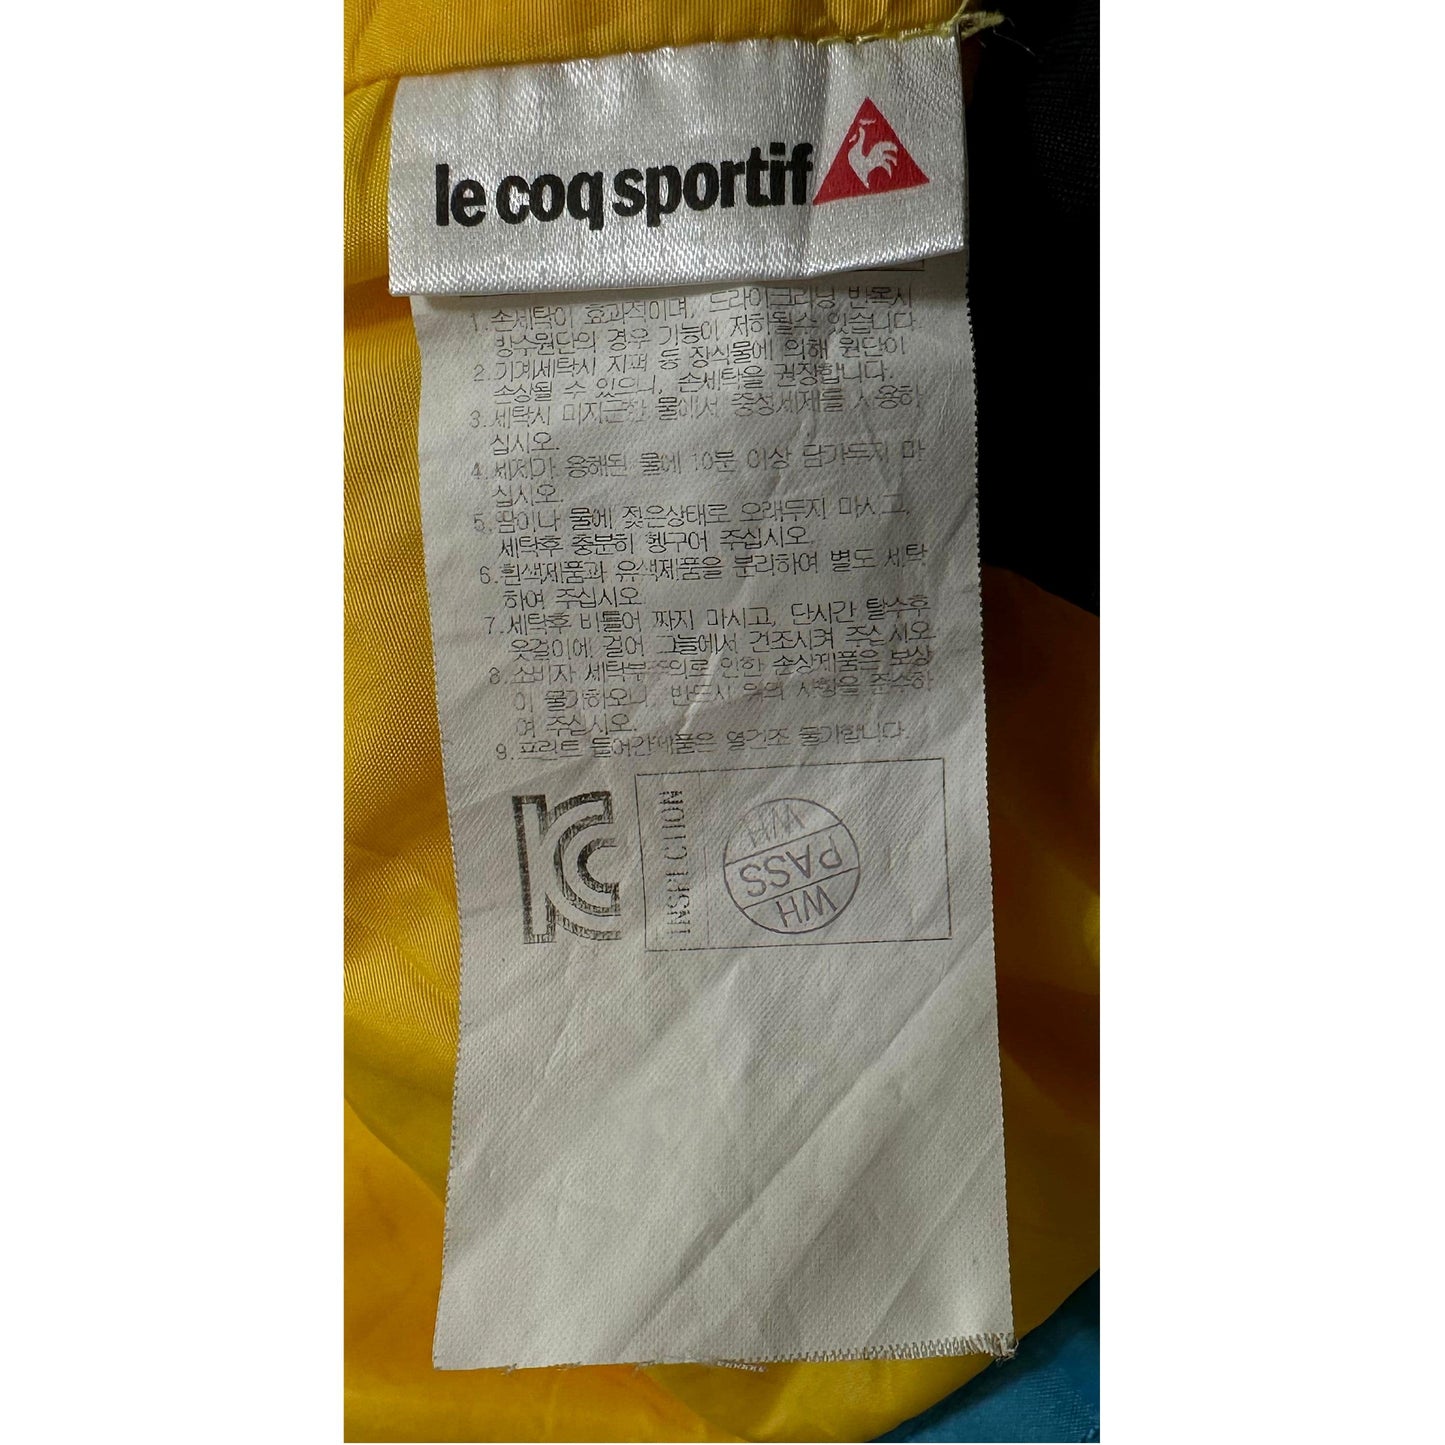 le coq sportif
1. 손세탁이 효과적이며, 드라이크리닝 반복시
방수원단의 경우 기능이 저하될수 있습니다.
2. 기계세탁시 지퍼 등 장식물에 의해 원단이
손상될 수 있으니, 손세탁을 권장합니다.
3. 세탁시 미지근한 물에서 중성세제를 사용하
십시오.
4. 세제가 용해된 물에 10분 이상 담가두지 마
십시오.
5. 땀이나 물에 젖은상태로 오래두지 마시고,
세탁후 충분히 헹구어 주십시오.
6. 흰색제품과 유색제품을 분리하여 별도 세탁
하여 주십시오.
7. 세탁후 비틀어 짜지 마시고, 단시간 탈수후
옷걸이에 걸어 그늘에서 건조시켜 주십시오.
8. 소비자 세탁부주의로 인한 손상제품은 보상
이 불가하오니, 반드시 위의 사항을 준수하
여 주십시오.
9. 프린트 들어간제품은 열건조 불가합니다.
KC
INSPECTION
WH
PASS
WH